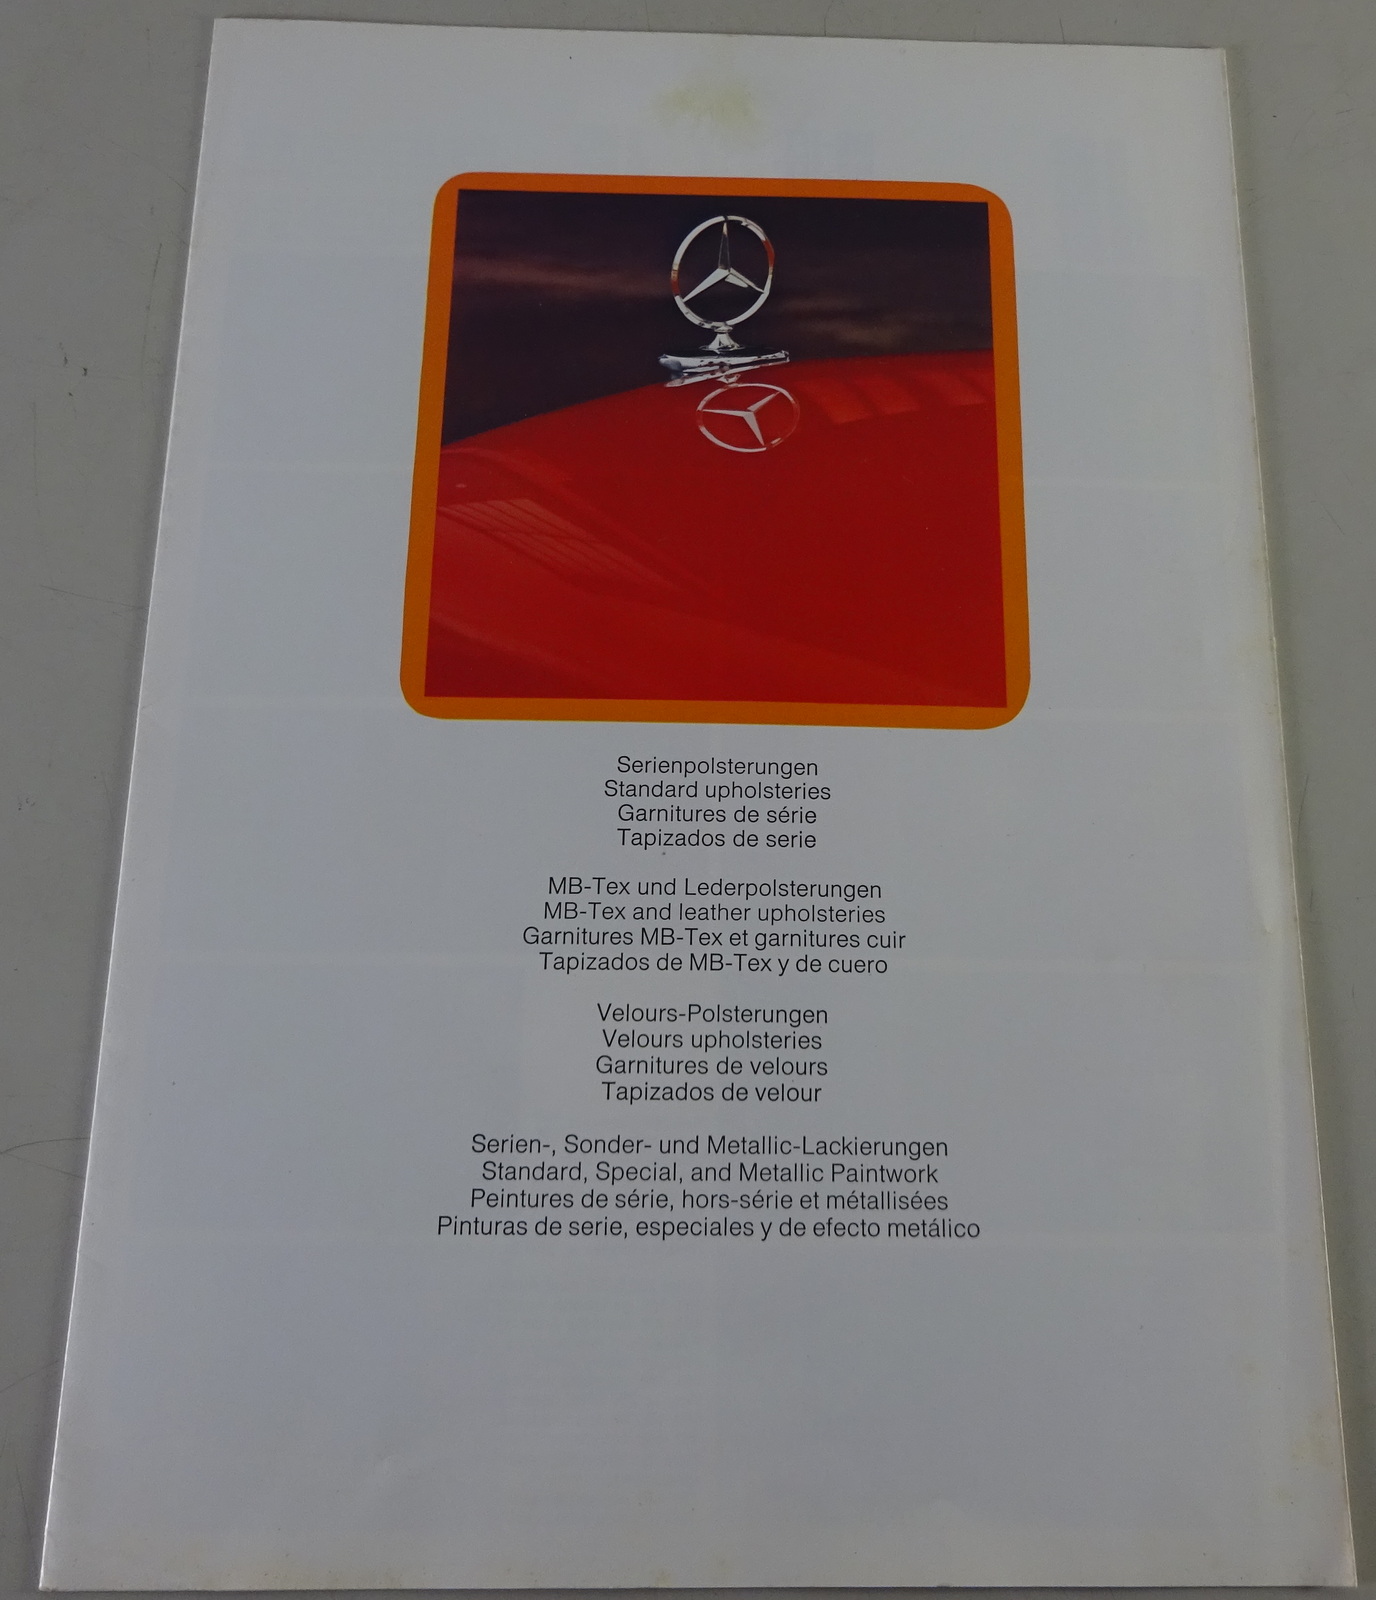 Serienpolsterungen
Standard upholsteries
Garnitures de série
Tapizados de serie
MB-Tex und Lederpolsterungen
MB-Tex and leather upholsteries
Garnitures MB-Tex et garnitures cuir
Tapizados de MB-Tex y de cuero
Velours-Polsterungen
Velours upholsteries
Garnitures de velours
Tapizados de velour
Serien-, Sonder- und Metallic-Lackierungen
Standard, Special, and Metallic Paintwork
Peintures de série, hors-série et métallisées
Pinturas de serie, especiales y de efecto metálico